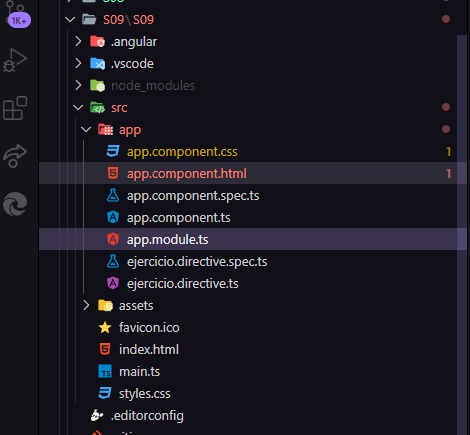 1K+
S09\S09
.angular
.vscode
node_modules
src
app
app.component.css 1
app.component.html 1
app.component.spec.ts
app.component.ts
app.module.ts
ejercicio.directive.spec.ts
ejercicio.directive.ts
assets
favicon.ico
index.html
TS main.ts
styles.css
.editorconfig